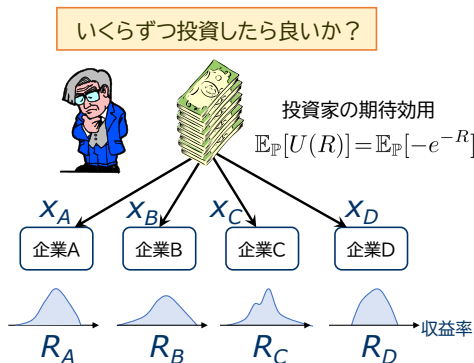 いくらずつ投資したら良いか？
投資家の期待効用
𝔼_ℙ[U(R)]=𝔼_ℙ[−e^{−R}]
x_A x_B x_C x_D
企業A 企業B 企業C 企業D
収益率
R_A R_B R_C R_D